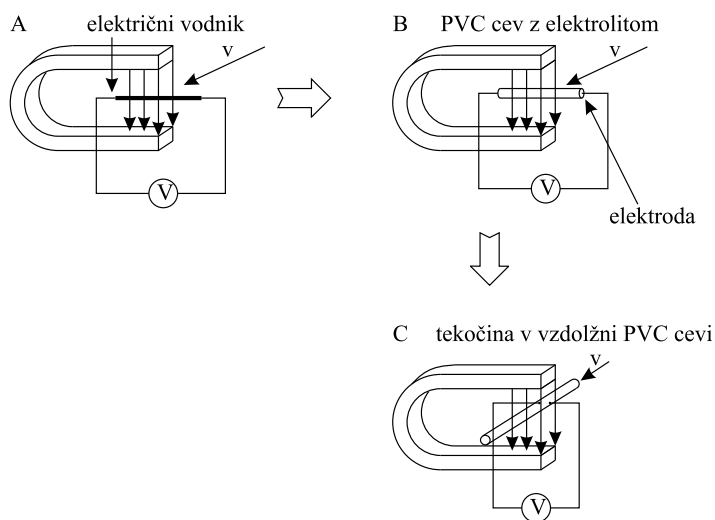 A električni vodnik
v
V
B PVC cev z elektrolitom
v
V
elektroda
C tekočina v vzdolžni PVC cevi
v
V